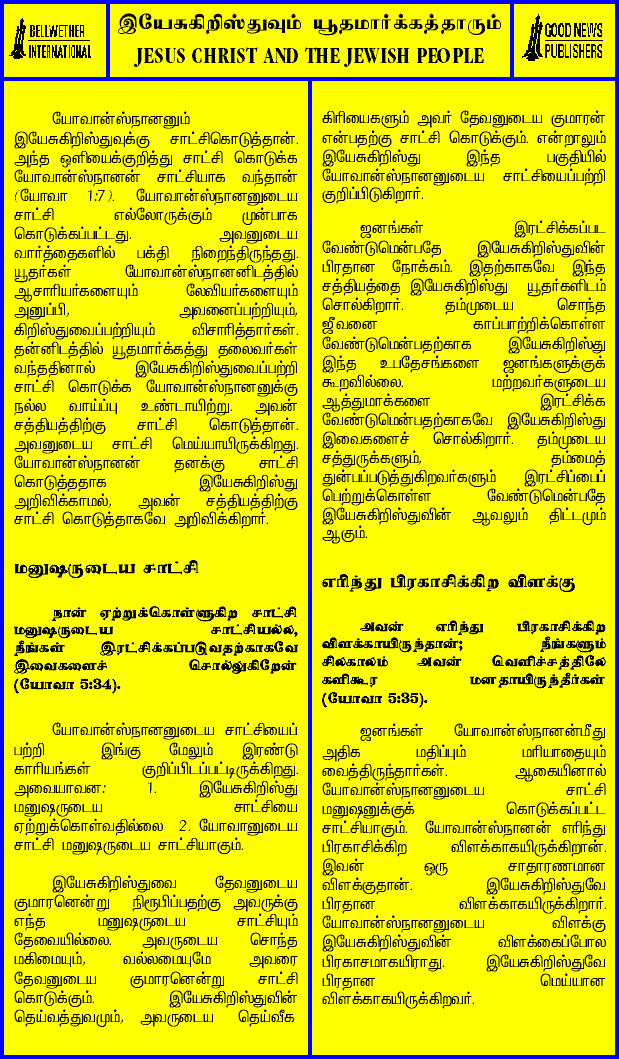 BELLWETHER
INTERNATIONAL
இயேசுகிறிஸ்துவும் யூதமார்க்கத்தாரும்
JESUS CHRIST AND THE JEWISH PEOPLE
GOOD NEWS
PUBLISHERS
யோவான்ஸ்நானனும்
இயேசுகிறிஸ்துவுக்கு சாட்சிகொடுத்தான்.
அந்த ஒளியைக்குறித்து சாட்சி கொடுக்க
யோவான்ஸ்நானன் சாட்சியாக வந்தான்
(யோவா 1:7). யோவான்ஸ்நானனுடைய
சாட்சி எல்லோருக்கும் முன்பாக
கொடுக்கப்பட்டது. அவனுடைய
வார்த்தைகளில் பக்தி நிறைந்திருந்தது.
யூதர்கள் யோவான்ஸ்நானனிடத்தில்
ஆசாரியர்களையும் லேவியர்களையும்
அனுப்பி, அவனைப்பற்றியும்,
கிறிஸ்துவைப்பற்றியும் விசாரித்தார்கள்.
தன்னிடத்தில் யூதமார்க்கத்து தலைவர்கள்
வந்ததினால் இயேசுகிறிஸ்துவைப்பற்றி
சாட்சி கொடுக்க யோவான்ஸ்நானனுக்கு
நல்ல வாய்ப்பு உண்டாயிற்று. அவன்
சத்தியத்திற்கு சாட்சி கொடுத்தான்.
அவனுடைய சாட்சி மெய்யாயிருக்கிறது.
யோவான்ஸ்நானன் தனக்கு சாட்சி
கொடுத்ததாக இயேசுகிறிஸ்து
அறிவிக்காமல், அவன் சத்தியத்திற்கு
சாட்சி கொடுத்தாகவே அறிவிக்கிறார்.
மனுஷருடைய சாட்சி
நான் ஏற்றுக்கொள்ளுகிற சாட்சி
மனுஷருடைய சாட்சியல்ல,
நீங்கள் இரட்சிக்கப்படுவதற்காகவே
இவைகளைச் சொல்லுகிறேன்
(யோவா 5:34).
யோவான்ஸ்நானனுடைய சாட்சியைப்
பற்றி இங்கு மேலும் இரண்டு
காரியங்கள் குறிப்பிடப்பட்டிருக்கிறது.
அவையாவன: 1. இயேசுகிறிஸ்து
மனுஷருடைய சாட்சியை
ஏற்றுக்கொள்வதில்லை 2. யோவானுடைய
சாட்சி மனுஷருடைய சாட்சியாகும்.
இயேசுகிறிஸ்துவை தேவனுடைய
குமாரனென்று நிரூபிப்பதற்கு அவருக்கு
எந்த மனுஷருடைய சாட்சியும்
தேவையில்லை. அவருடைய சொந்த
மகிமையும், வல்லமையுமே அவரை
தேவனுடைய குமாரனென்று சாட்சி
கொடுக்கும். இயேசுகிறிஸ்துவின்
தெய்வத்துவமும், அவருடைய தெய்வீக
கிரியைகளும் அவர் தேவனுடைய குமாரன்
என்பதற்கு சாட்சி கொடுக்கும். என்றாலும்
இயேசுகிறிஸ்து இந்த பகுதியில்
யோவான்ஸ்நானனுடைய சாட்சியைப்பற்றி
குறிப்பிடுகிறார்.
ஜனங்கள் இரட்சிக்கப்பட
வேண்டுமென்பதே இயேசுகிறிஸ்துவின்
பிரதான நோக்கம். இதற்காகவே இந்த
சத்தியத்தை இயேசுகிறிஸ்து யூதர்களிடம்
சொல்கிறார். தம்முடைய சொந்த
ஜீவனை காப்பாற்றிக்கொள்ள
வேண்டுமென்பதற்காக இயேசுகிறிஸ்து
இந்த உபதேசங்களை ஜனங்களுக்குக்
கூறவில்லை. மற்றவர்களுடைய
ஆத்துமாக்களை இரட்சிக்க
வேண்டுமென்பதற்காகவே இயேசுகிறிஸ்து
இவைகளைச் சொல்கிறார். தம்முடைய
சத்துருக்களும், தம்மைத்
துன்பப்படுத்துகிறவர்களும் இரட்சிப்பைப்
பெற்றுக்கொள்ள வேண்டுமென்பதே
இயேசுகிறிஸ்துவின் ஆவலும் திட்டமும்
ஆகும்.
எரிந்து பிரகாசிக்கிற விளக்கு
அவன் எரிந்து பிரகாசிக்கிற
விளக்காயிருந்தான்; நீங்களும்
சிலகாலம் அவன் வெளிச்சத்திலே
களிகூர மனதாயிருந்தீர்கள்
(யோவா 5:35).
ஜனங்கள் யோவான்ஸ்நானன்மீது
அதிக மதிப்பும் மரியாதையும்
வைத்திருந்தார்கள். ஆகையினால்
யோவான்ஸ்நானனுடைய சாட்சி
மனுஷனுக்குக் கொடுக்கப்பட்ட
சாட்சியாகும். யோவான்ஸ்நானன் எரிந்து
பிரகாசிக்கிற விளக்காகயிருக்கிறான்.
இவன் ஒரு சாதாரணமான
விளக்குதான். இயேசுகிறிஸ்துவே
பிரதான விளக்காகயிருக்கிறார்.
யோவான்ஸ்நானனுடைய விளக்கு
இயேசுகிறிஸ்துவின் விளக்கைப்போல
பிரகாசமாகயிராது. இயேசுகிறிஸ்துவே
பிரதான மெய்யான
விளக்காகயிருக்கிறவர்.